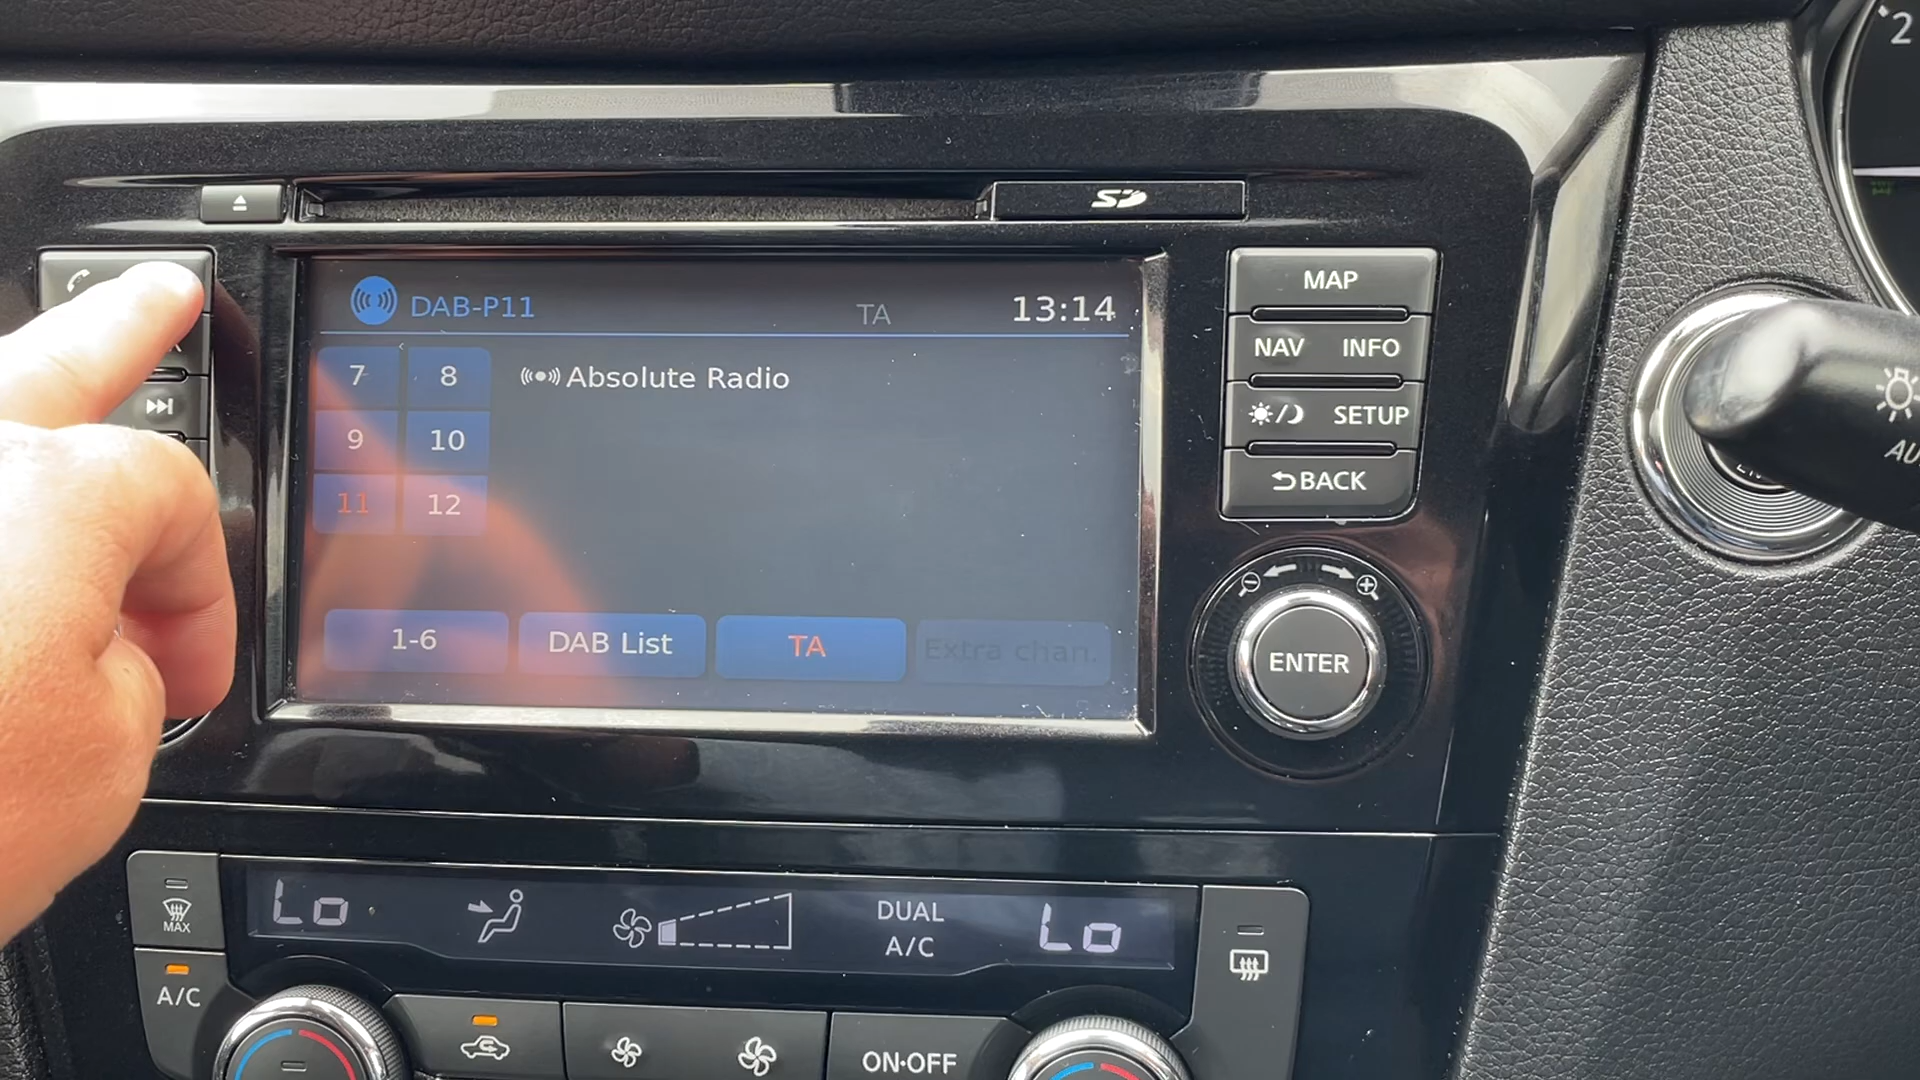 2
SD
MAP
DAB-P11 TA 13:14
NAV INFO
7 8 Absolute Radio
SETUP
9 10
BACK
11 12
1-6 DAB List TA Extra chan.
ENTER
Lo DUAL Lo
A/C
MAX
A/C
ON·OFF